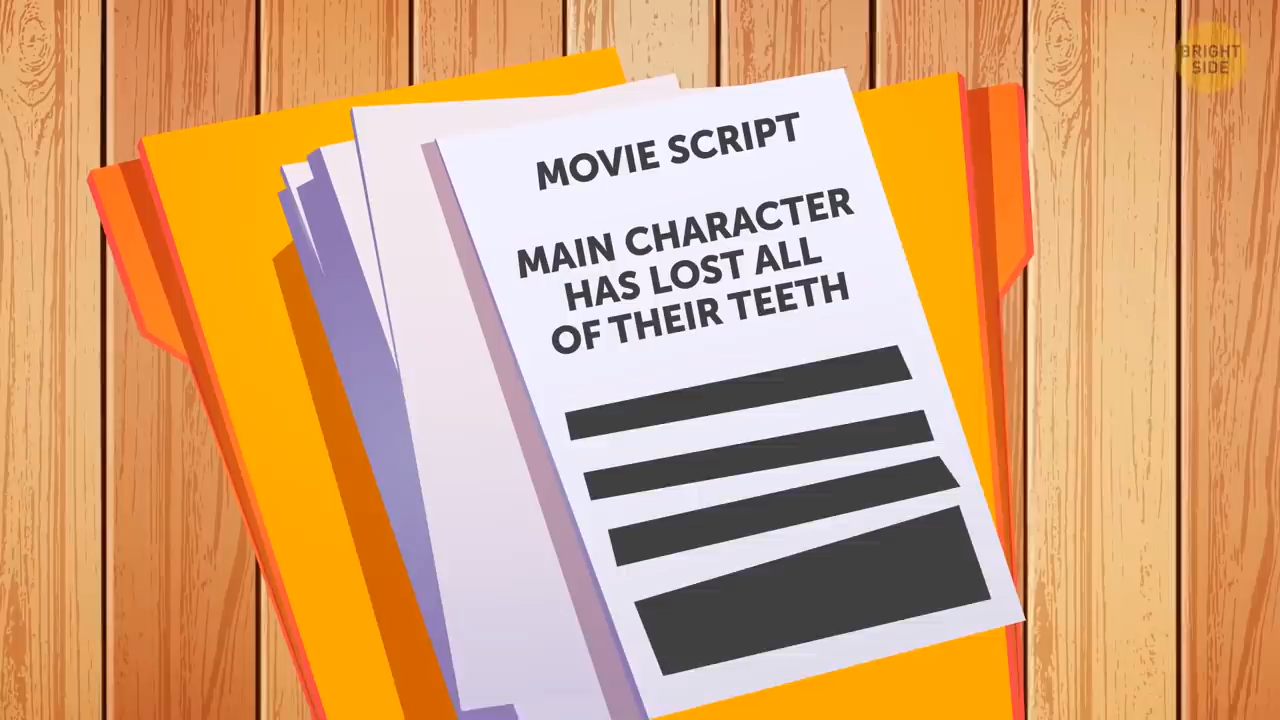 BRIGHT
SIDE
MOVIE SCRIPT
MAIN CHARACTER
HAS LOST ALL
OF THEIR TEETH